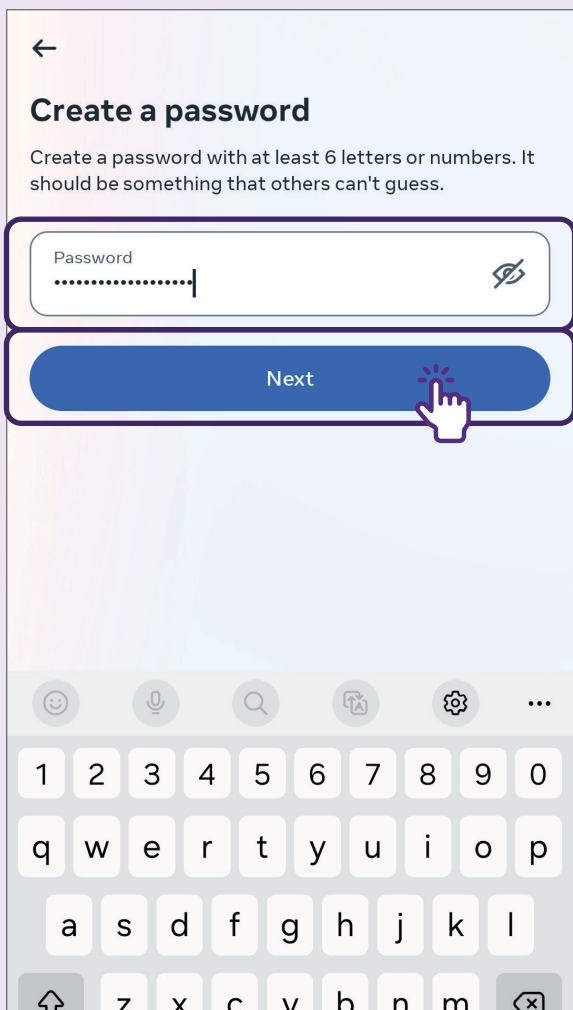 Create a password
Create a password with at least 6 letters or numbers. It
should be something that others can't guess.
Password
•••••••••••••••••••
Next
1 2 3 4 5 6 7 8 9 0
q w e r t y u i o p
a s d f g h j k l
z x c v b n m